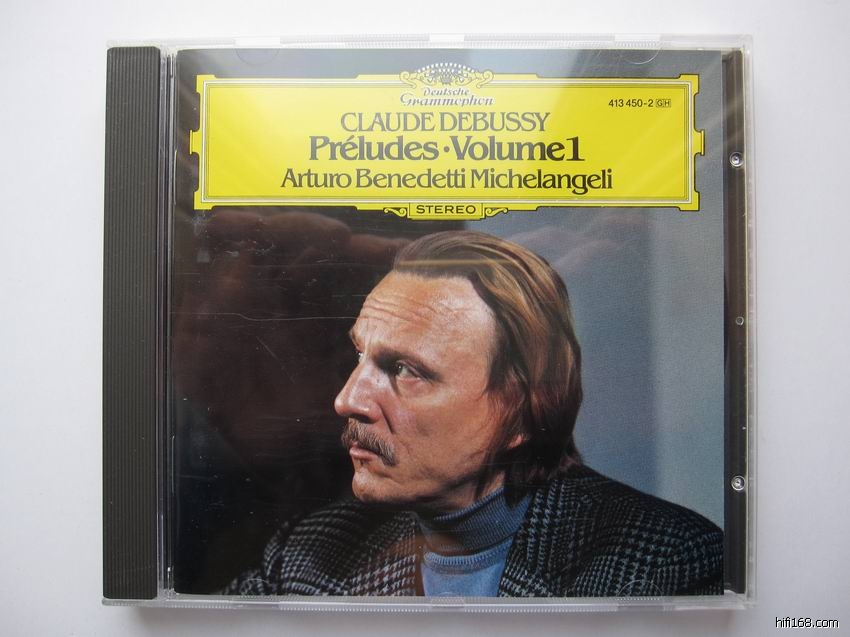 Deutsche
Grammophon
413 450-2 GH
CLAUDE DEBUSSY
Préludes · Volume 1
Arturo Benedetti Michelangeli
STEREO
hifi168.com